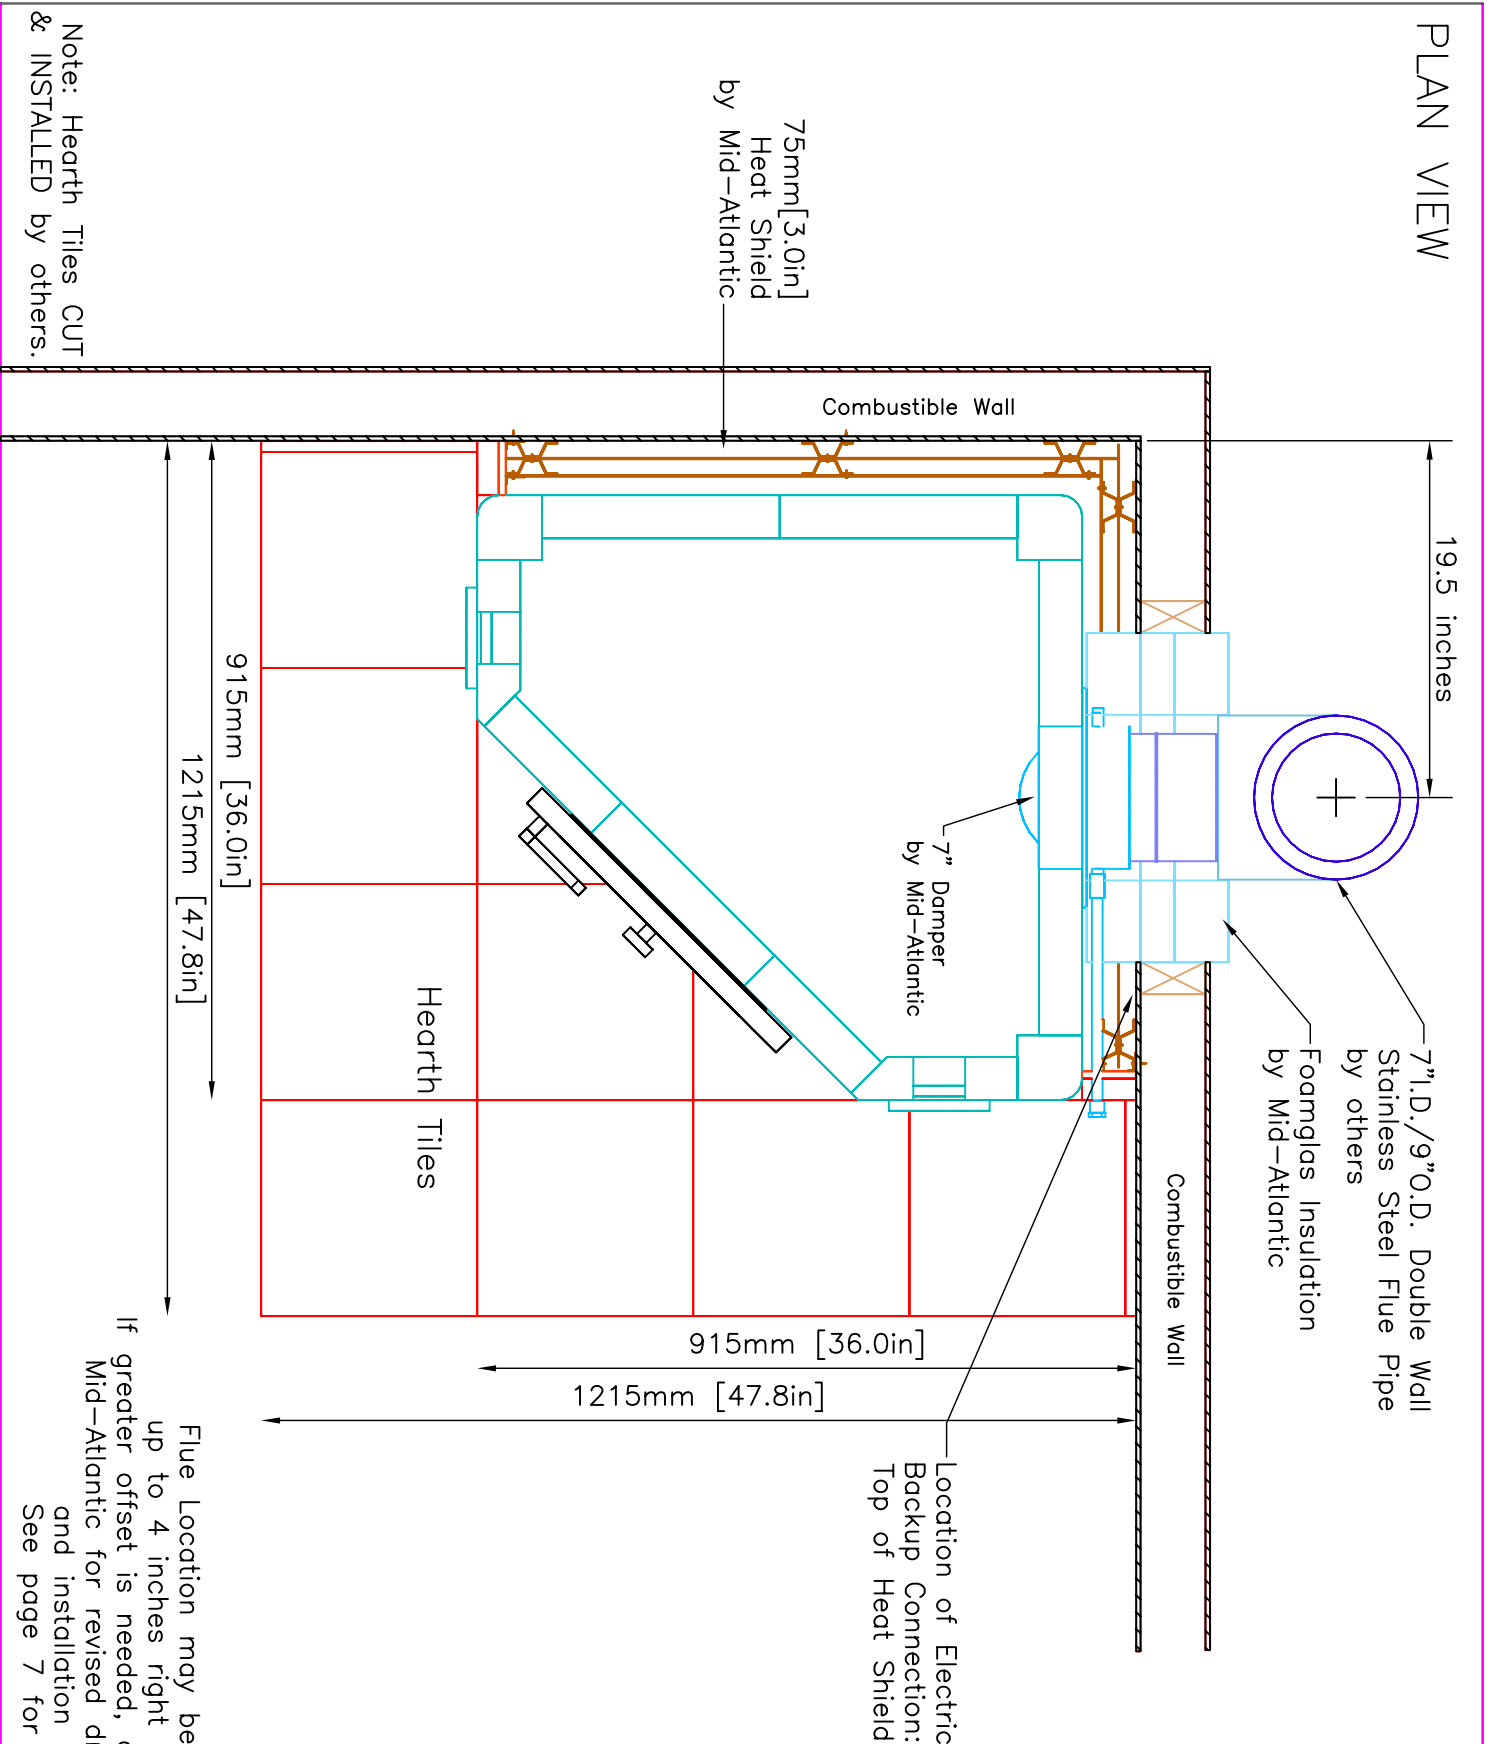 PLAN VIEW
19.5 inches
7"I.D./9"O.D. Double Wall
Stainless Steel Flue Pipe
by others
Foamglas Insulation
by Mid-Atlantic
Combustible Wall
Combustible Wall
75mm[3.0in]
Heat Shield
by Mid-Atlantic
7" Damper
by Mid-Atlantic
Location of Electric
Backup Connection:
Top of Heat Shield
915mm [36.0in]
1215mm [47.8in]
Hearth Tiles
915mm [36.0in]
1215mm [47.8in]
Note: Hearth Tiles CUT
& INSTALLED by others.
Flue Location may be
up to 4 inches right
If greater offset is needed,
Mid-Atlantic for revised
and installation
See page 7 for